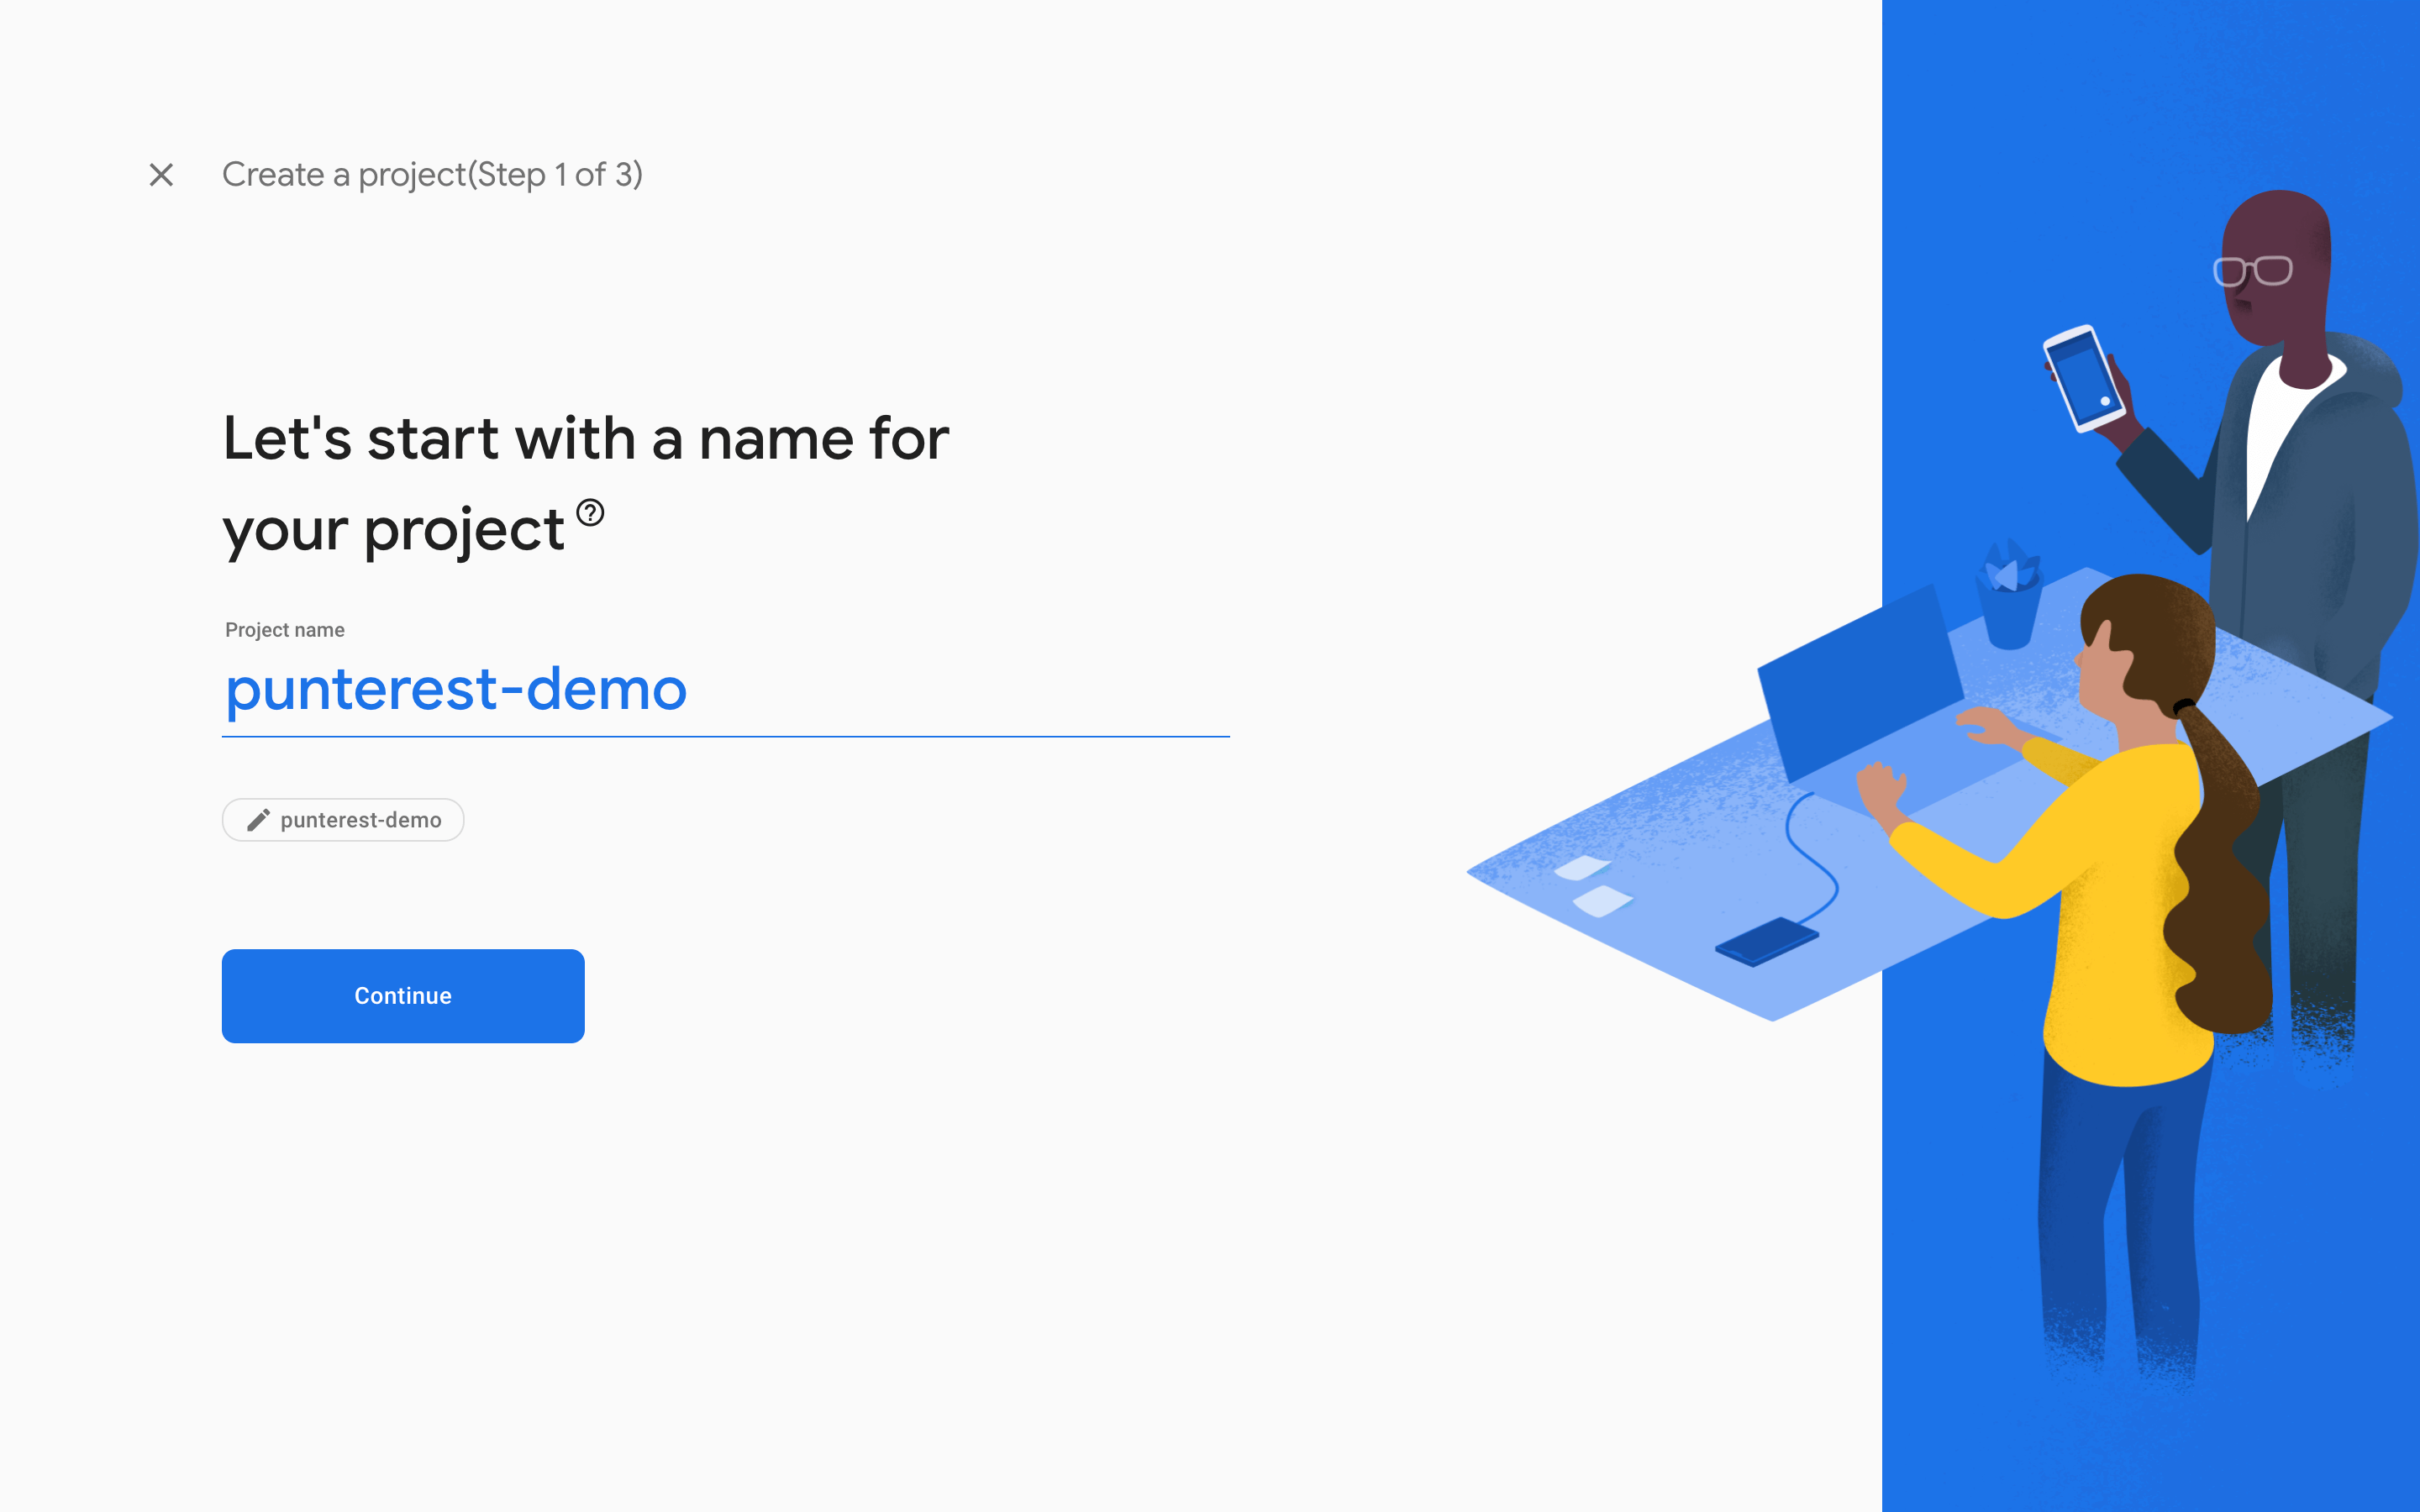 Create a project(Step 1 of 3)
Let's start with a name for
your project
Project name
punterest-demo
punterest-demo
Continue